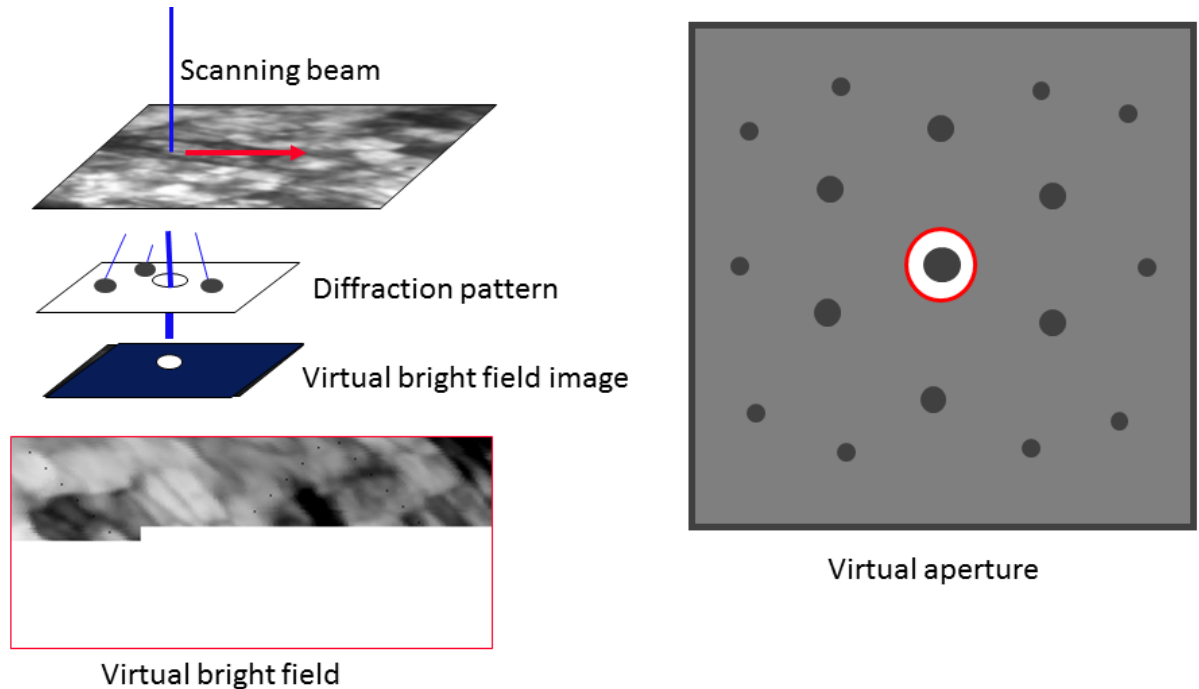 Scanning beam
Diffraction pattern
Virtual bright field image
Virtual bright field
Virtual aperture